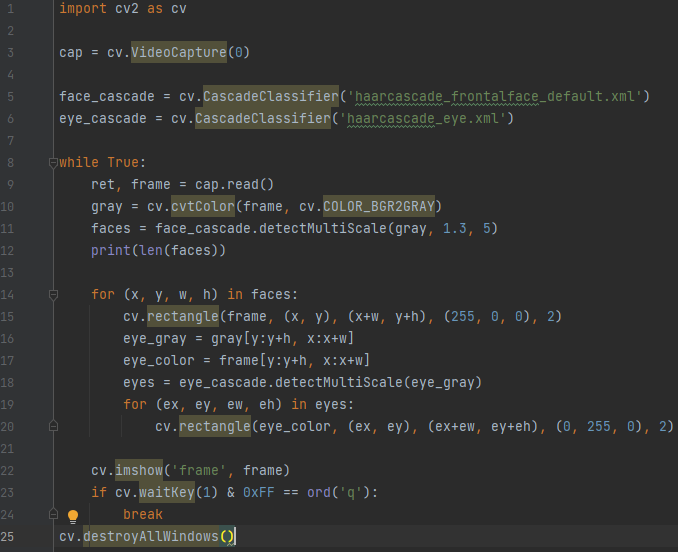 1 import cv2 as cv
2
3 cap = cv.VideoCapture(0)
4
5 face_cascade = cv.CascadeClassifier('haarcascade_frontalface_default.xml')
6 eye_cascade = cv.CascadeClassifier('haarcascade_eye.xml')
7
8 while True:
9     ret, frame = cap.read()
10     gray = cv.cvtColor(frame, cv.COLOR_BGR2GRAY)
11     faces = face_cascade.detectMultiScale(gray, 1.3, 5)
12     print(len(faces))
13
14     for (x, y, w, h) in faces:
15         cv.rectangle(frame, (x, y), (x+w, y+h), (255, 0, 0), 2)
16         eye_gray = gray[y:y+h, x:x+w]
17         eye_color = frame[y:y+h, x:x+w]
18         eyes = eye_cascade.detectMultiScale(eye_gray)
19         for (ex, ey, ew, eh) in eyes:
20             cv.rectangle(eye_color, (ex, ey), (ex+ew, ey+eh), (0, 255, 0), 2)
21
22     cv.imshow('frame', frame)
23     if cv.waitKey(1) & 0xFF == ord('q'):
24         break
25 cv.destroyAllWindows()